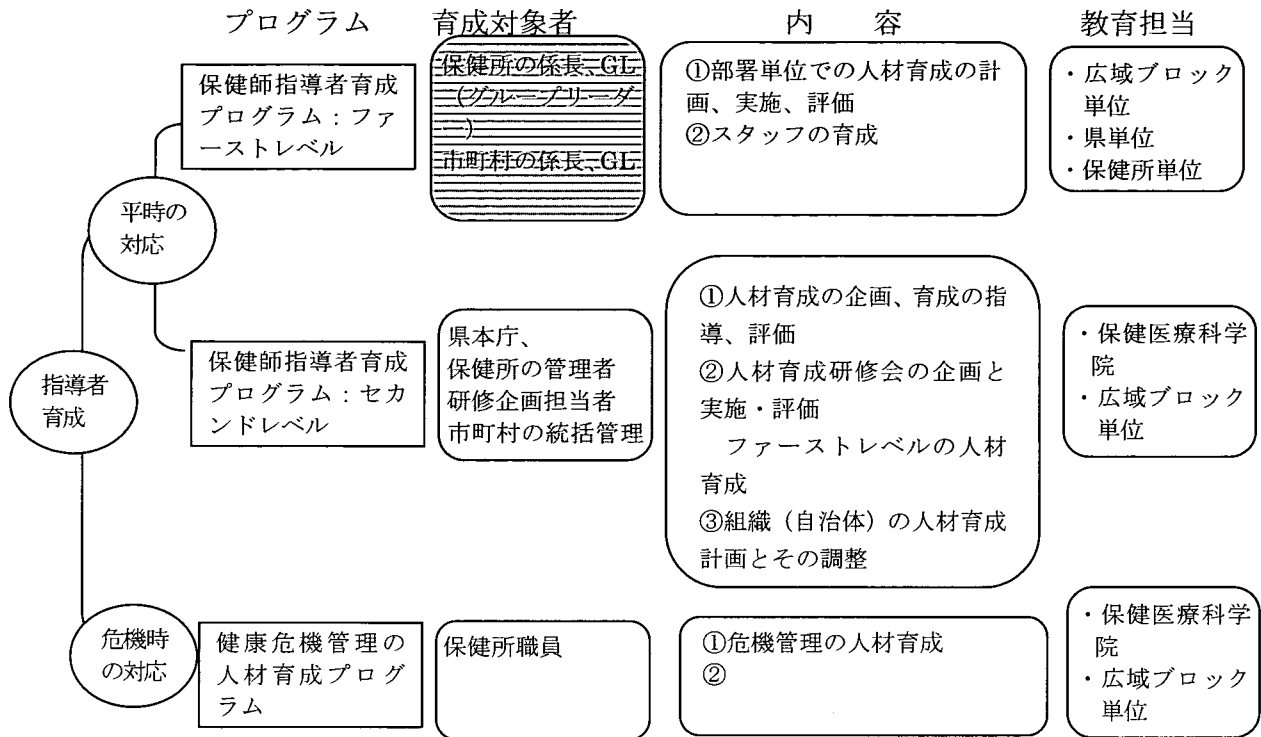 プログラム 育成対象者 内 容 教育担当
指導者
育成
平時の
対応
保健師指導者育成
プログラム：ファ
ーストレベル
保健所の係長、GL
(グループリーダ
ー)
市町村の係長、GL
①部署単位での人材育成の計
画、実施、評価
②スタッフの育成
・広域ブロック
単位
・県単位
・保健所単位
保健師指導者育成
プログラム：セカ
ンドレベル
県本庁、
保健所の管理者
研修企画担当者
市町村の統括管理
①人材育成の企画、育成の指
導、評価
②人材育成研修会の企画と
実施・評価
ファーストレベルの人材
育成
③組織（自治体）の人材育成
計画とその調整
・保健医療科学
院
・広域ブロック
単位
危機時
の対応
健康危機管理の
人材育成プログ
ラム
保健所職員
①危機管理の人材育成
②
・保健医療科学
院
・広域ブロック
単位